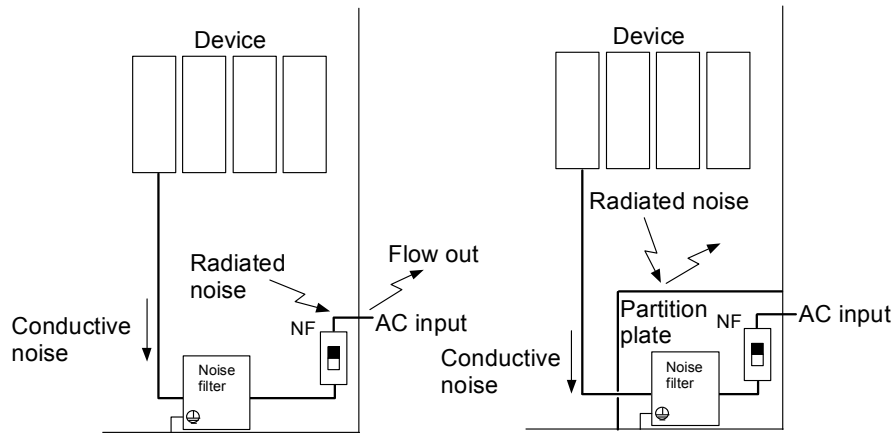 Device
Radiated
noise
Flow out
NF
AC input
Conductive
noise
Noise
filter
Device
Radiated noise
Partition
plate
NF
AC input
Conductive
noise
Noise
filter